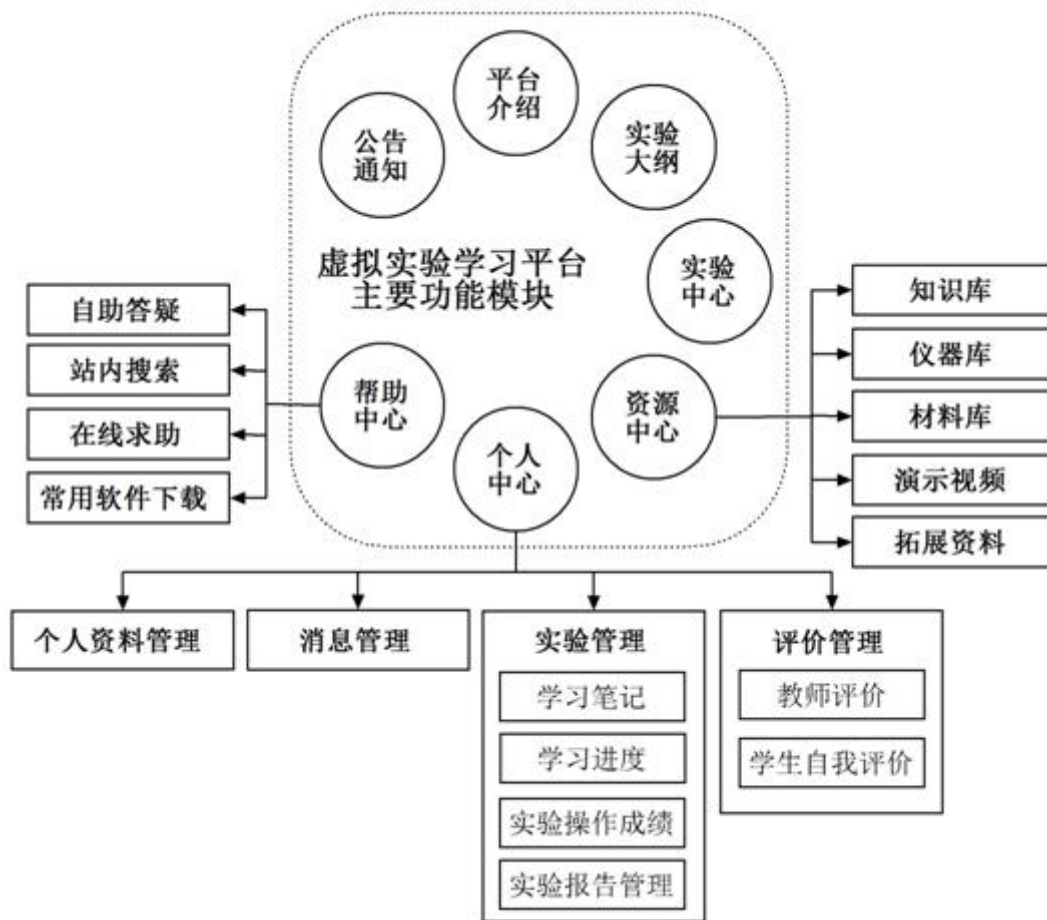 平台
介绍
公告
通知
实验
大纲
虚拟实验学习平台
主要功能模块
实验
中心
帮助
中心
个人
中心
资源
中心
自助答疑
站内搜索
在线求助
常用软件下载
知识库
仪器库
材料库
演示视频
拓展资料
个人资料管理
消息管理
实验管理
学习笔记
学习进度
实验操作成绩
实验报告管理
评价管理
教师评价
学生自我评价